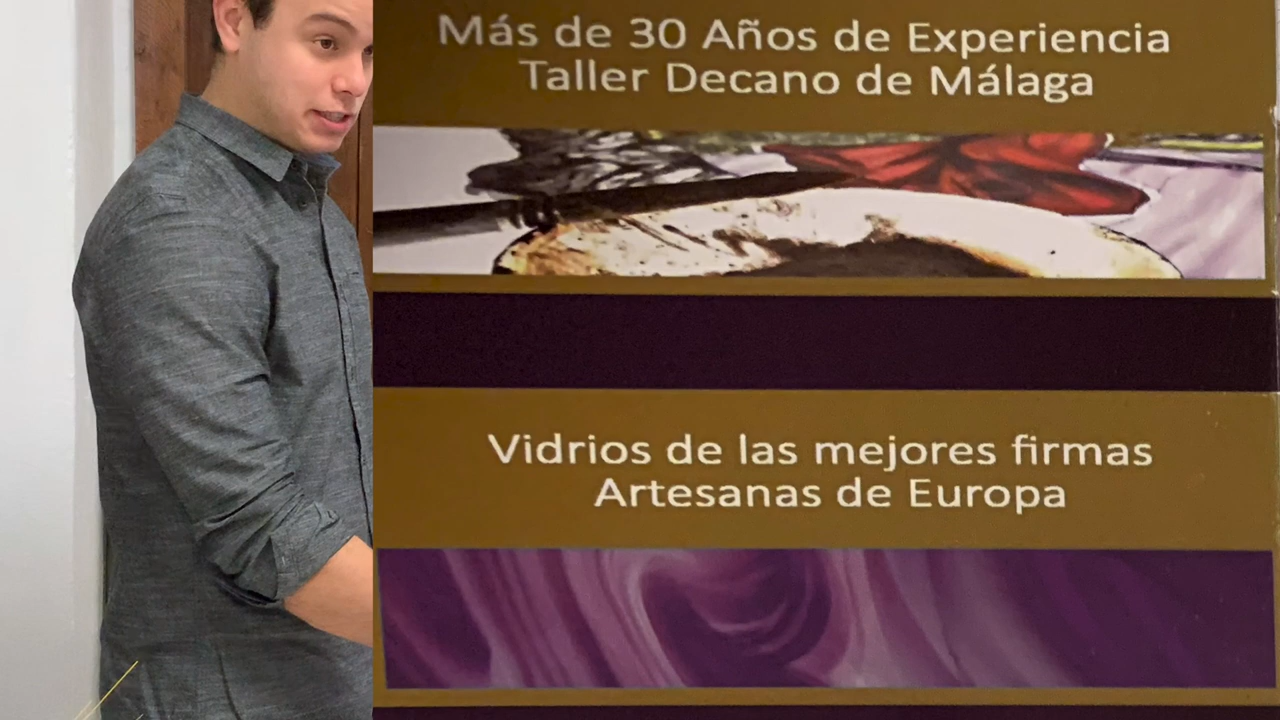 Más de 30 Años de Experiencia
Taller Decano de Málaga
Vidrios de las mejores firmas
Artesanas de Europa